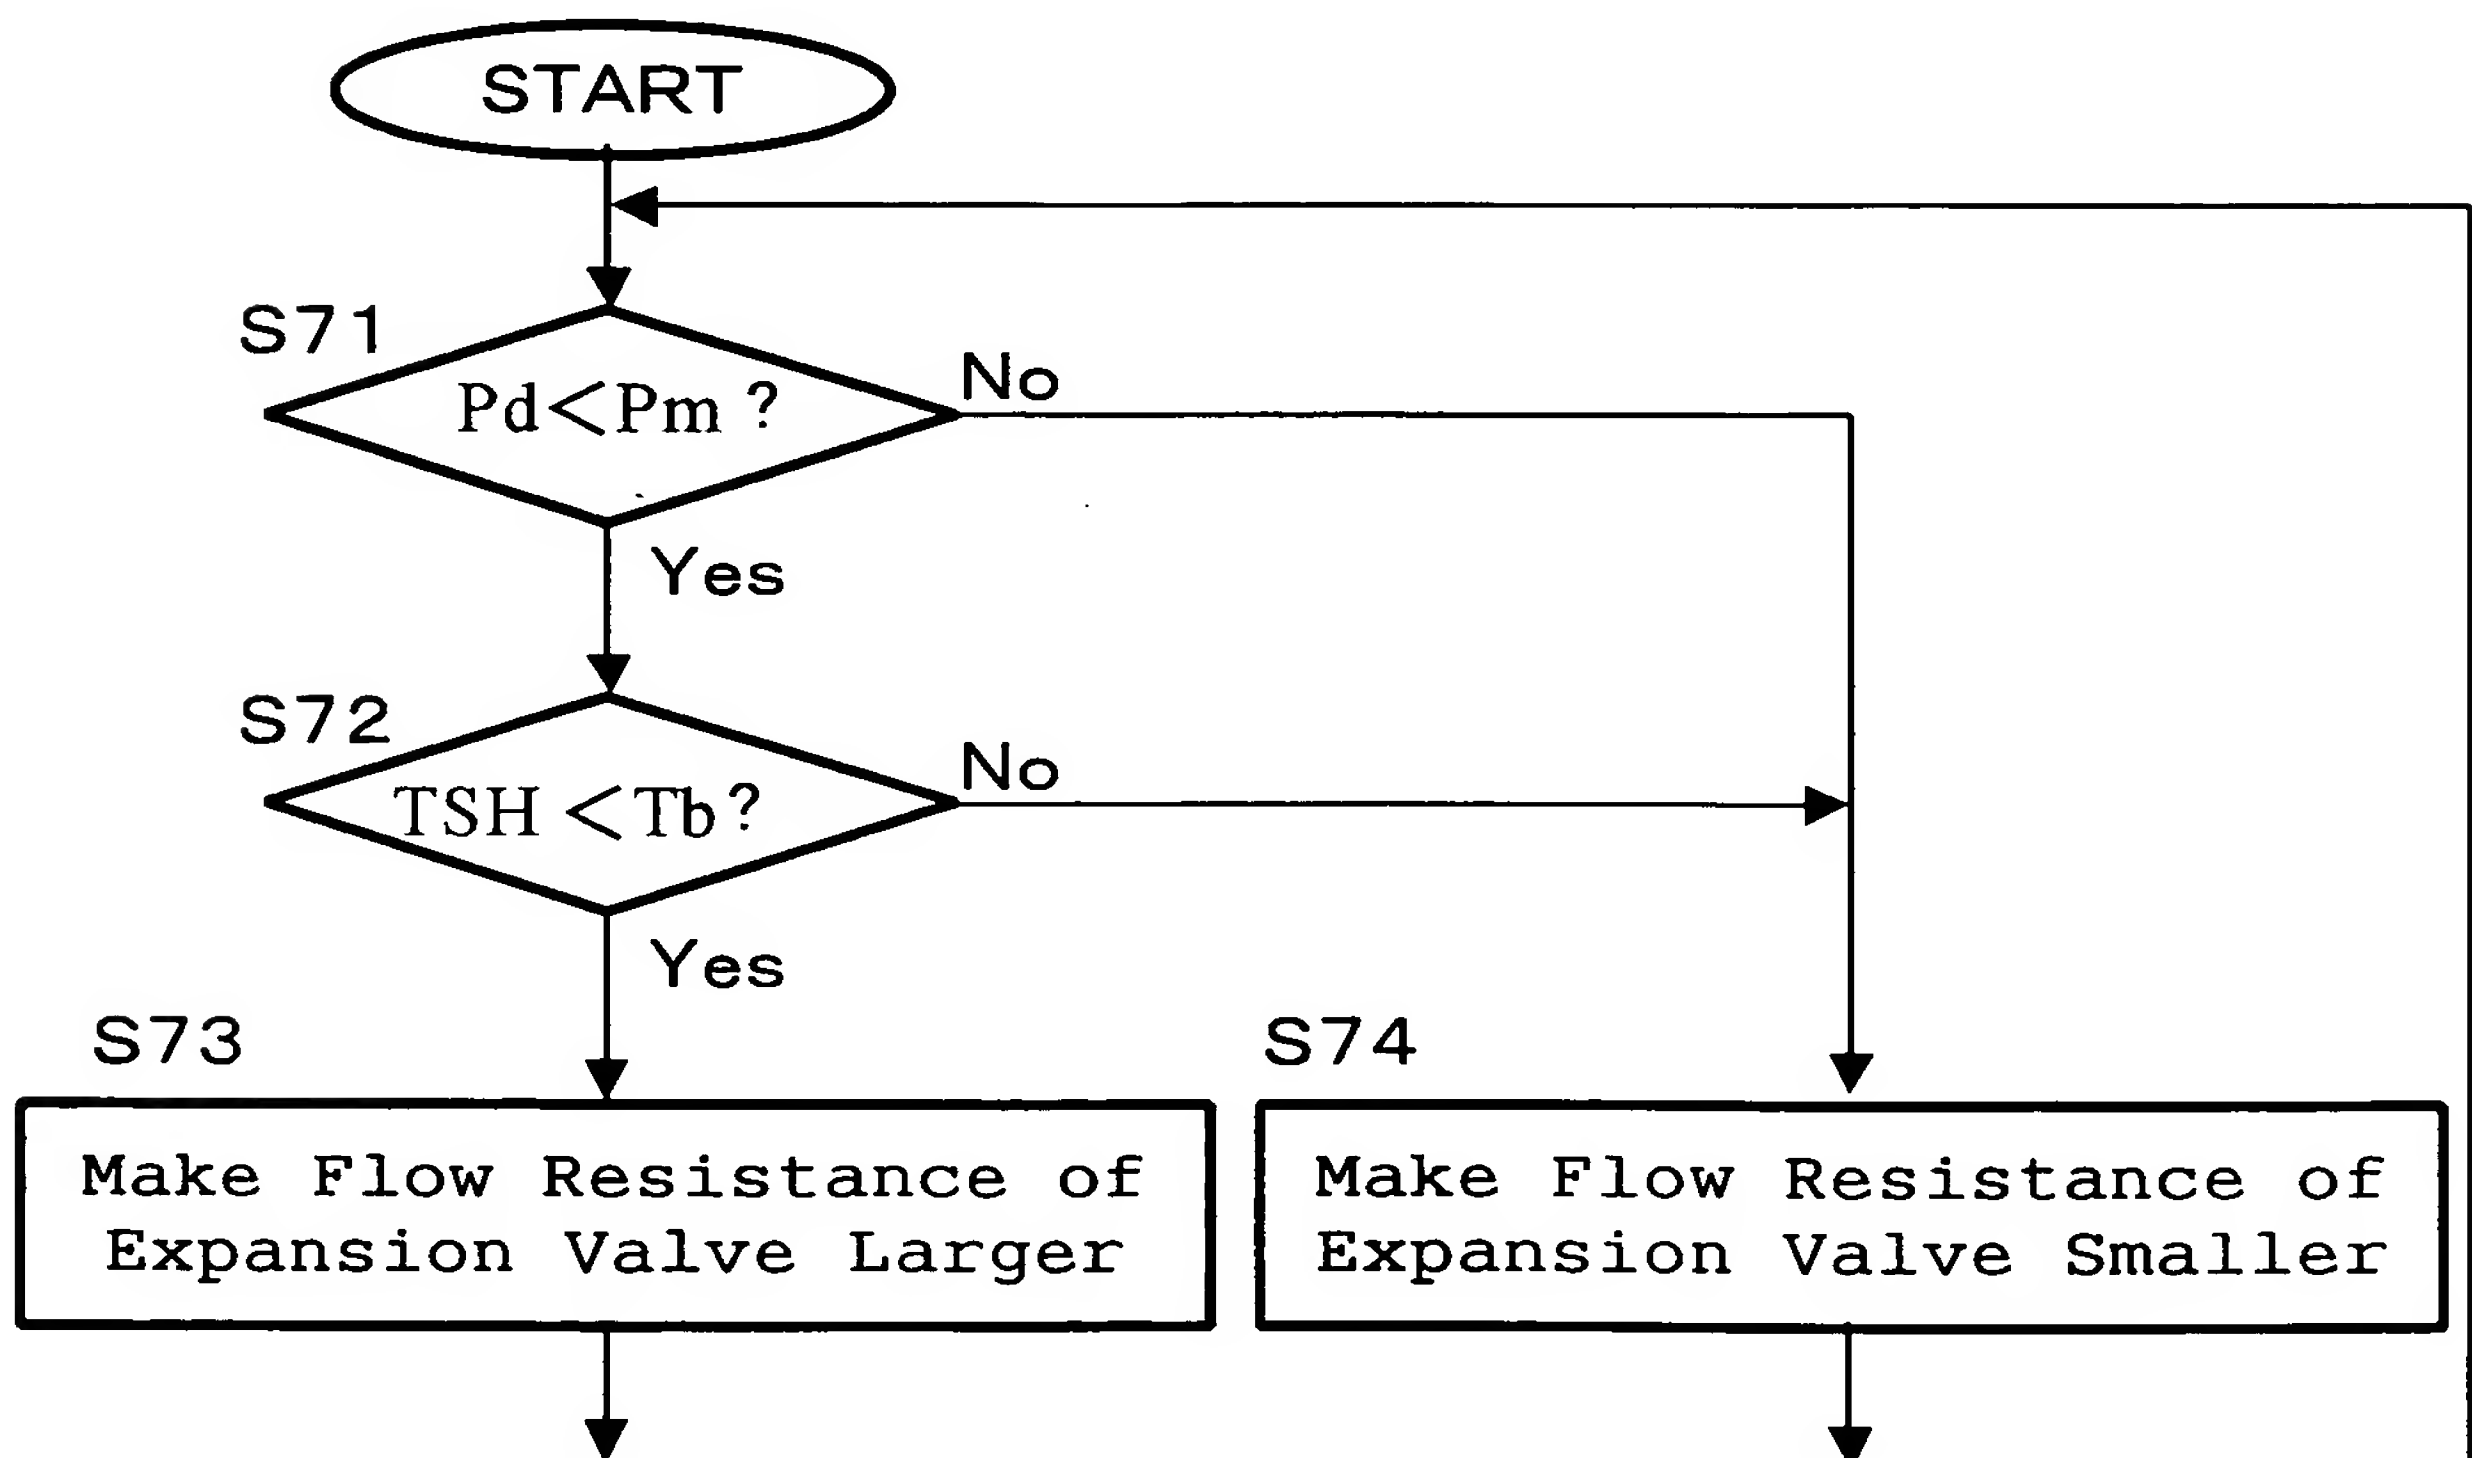 START
S71
Pd<Pm ?
No
Yes
S72
TSH <Tb?
No
Yes
S73
Make Flow Resistance of
Expansion Valve Larger
S74
Make Flow Resistance of
Expansion Valve Smaller